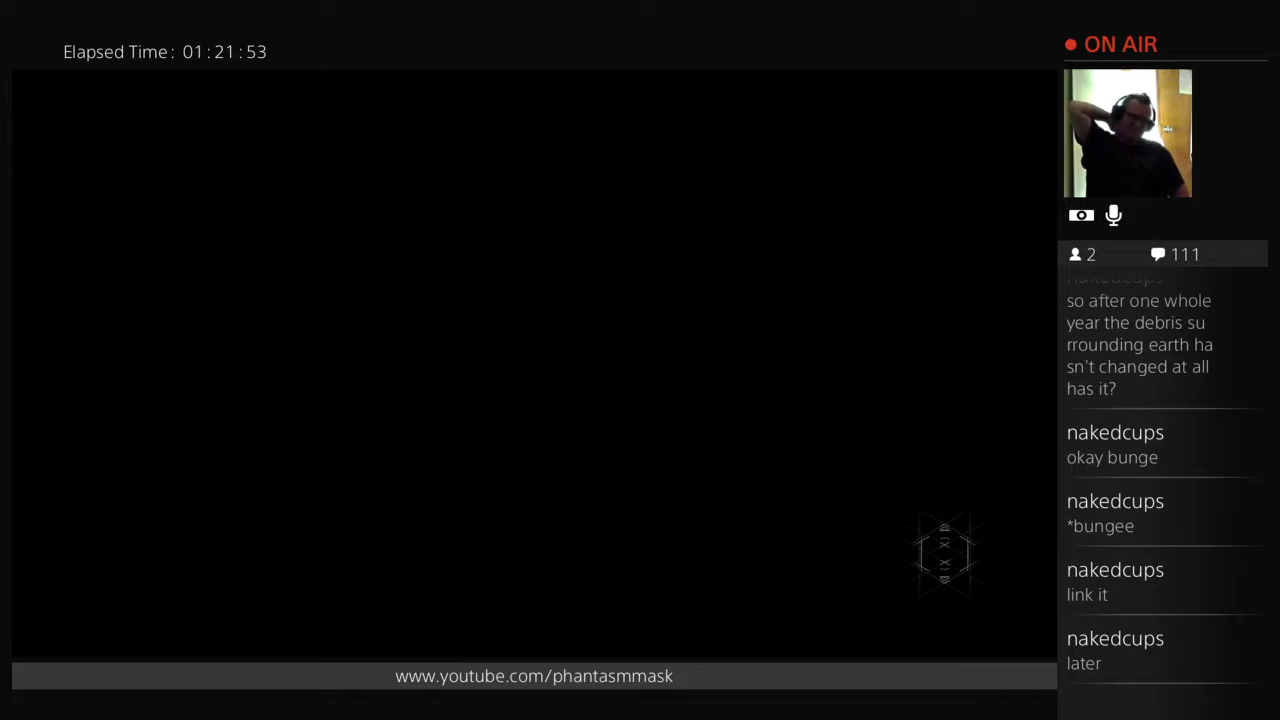 Elapsed Time: 01:21:53
ON AIR
2 111
nakedcups
so after one whole
year the debris su
rrounding earth ha
sn't changed at all
has it?
nakedcups
okay bunge
nakedcups
*bungee
nakedcups
link it
nakedcups
later
www.youtube.com/phantasmmask